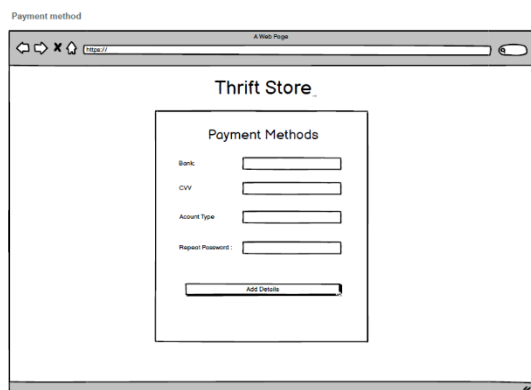 Payment method
A Web Page
https://
Thrift Store
Payment Methods
Bank:
CVV
Acount Type
Repeat Password :
Add Details